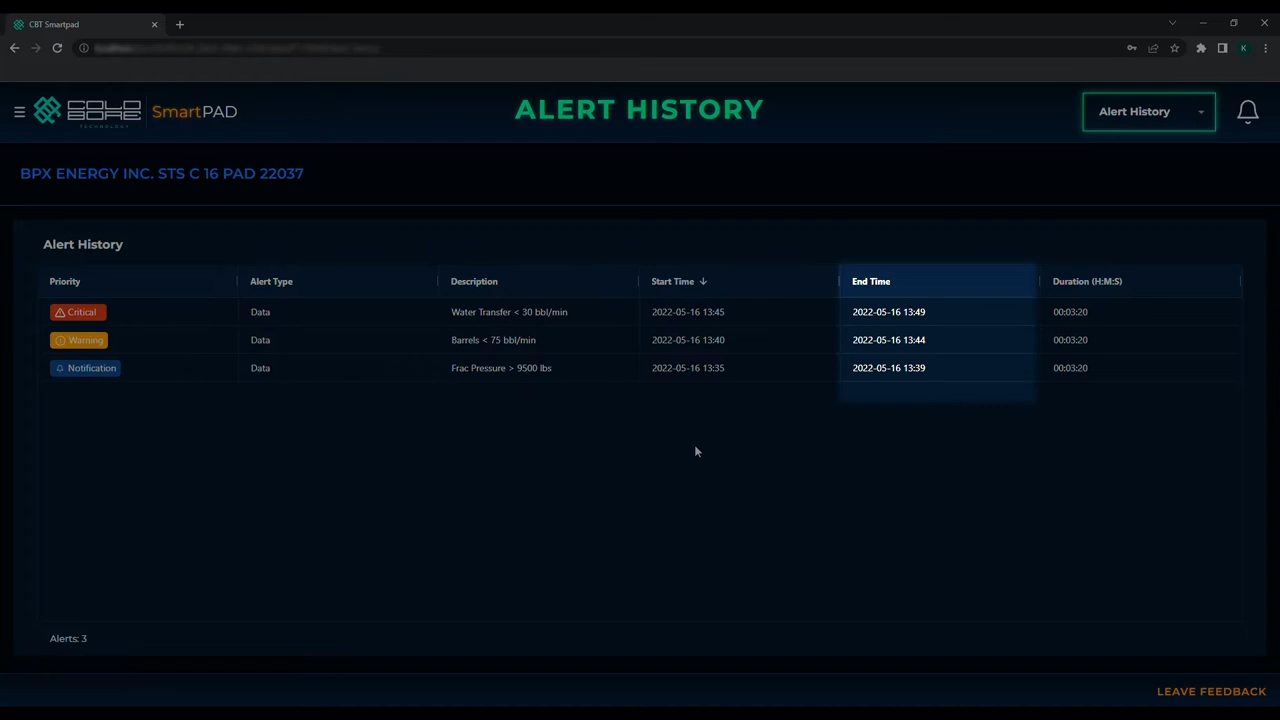 CBT Smartpad
K
COLD BORE TECHNOLOGY SmartPAD
ALERT HISTORY
Alert History
BPX ENERGY INC. STS C 16 PAD 22037
Alert History
Priority Alert Type Description Start Time End Time Duration (H:M:S)
Critical Data Water Transfer < 30 bbl/min 2022-05-16 13:45 2022-05-16 13:49 00:03:20
Warning Data Barrels < 75 bbl/min 2022-05-16 13:40 2022-05-16 13:44 00:03:20
Notification Data Frac Pressure > 9500 lbs 2022-05-16 13:35 2022-05-16 13:39 00:03:20
Alerts: 3
LEAVE FEEDBACK